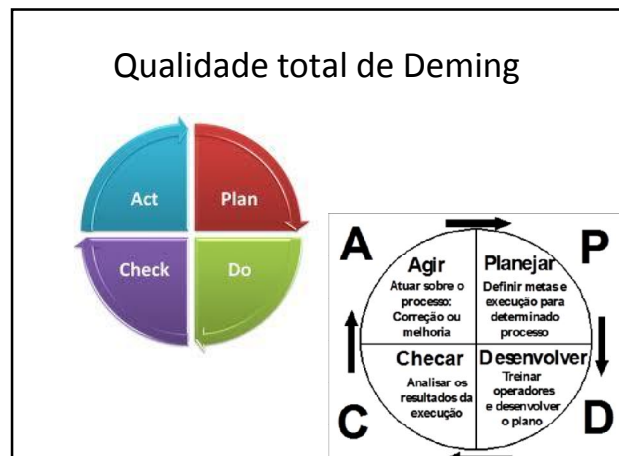 Qualidade total de Deming
Act
Plan
Check
Do
A
P
Agir
Atuar sobre o
processo:
Correção ou
melhoria
Planejar
Definir metas e
execução para
determinado
processo
Checar
Analisar os
resultados da
execução
Desenvolver
Treinar
operadores
e desenvolver
o plano
C
D